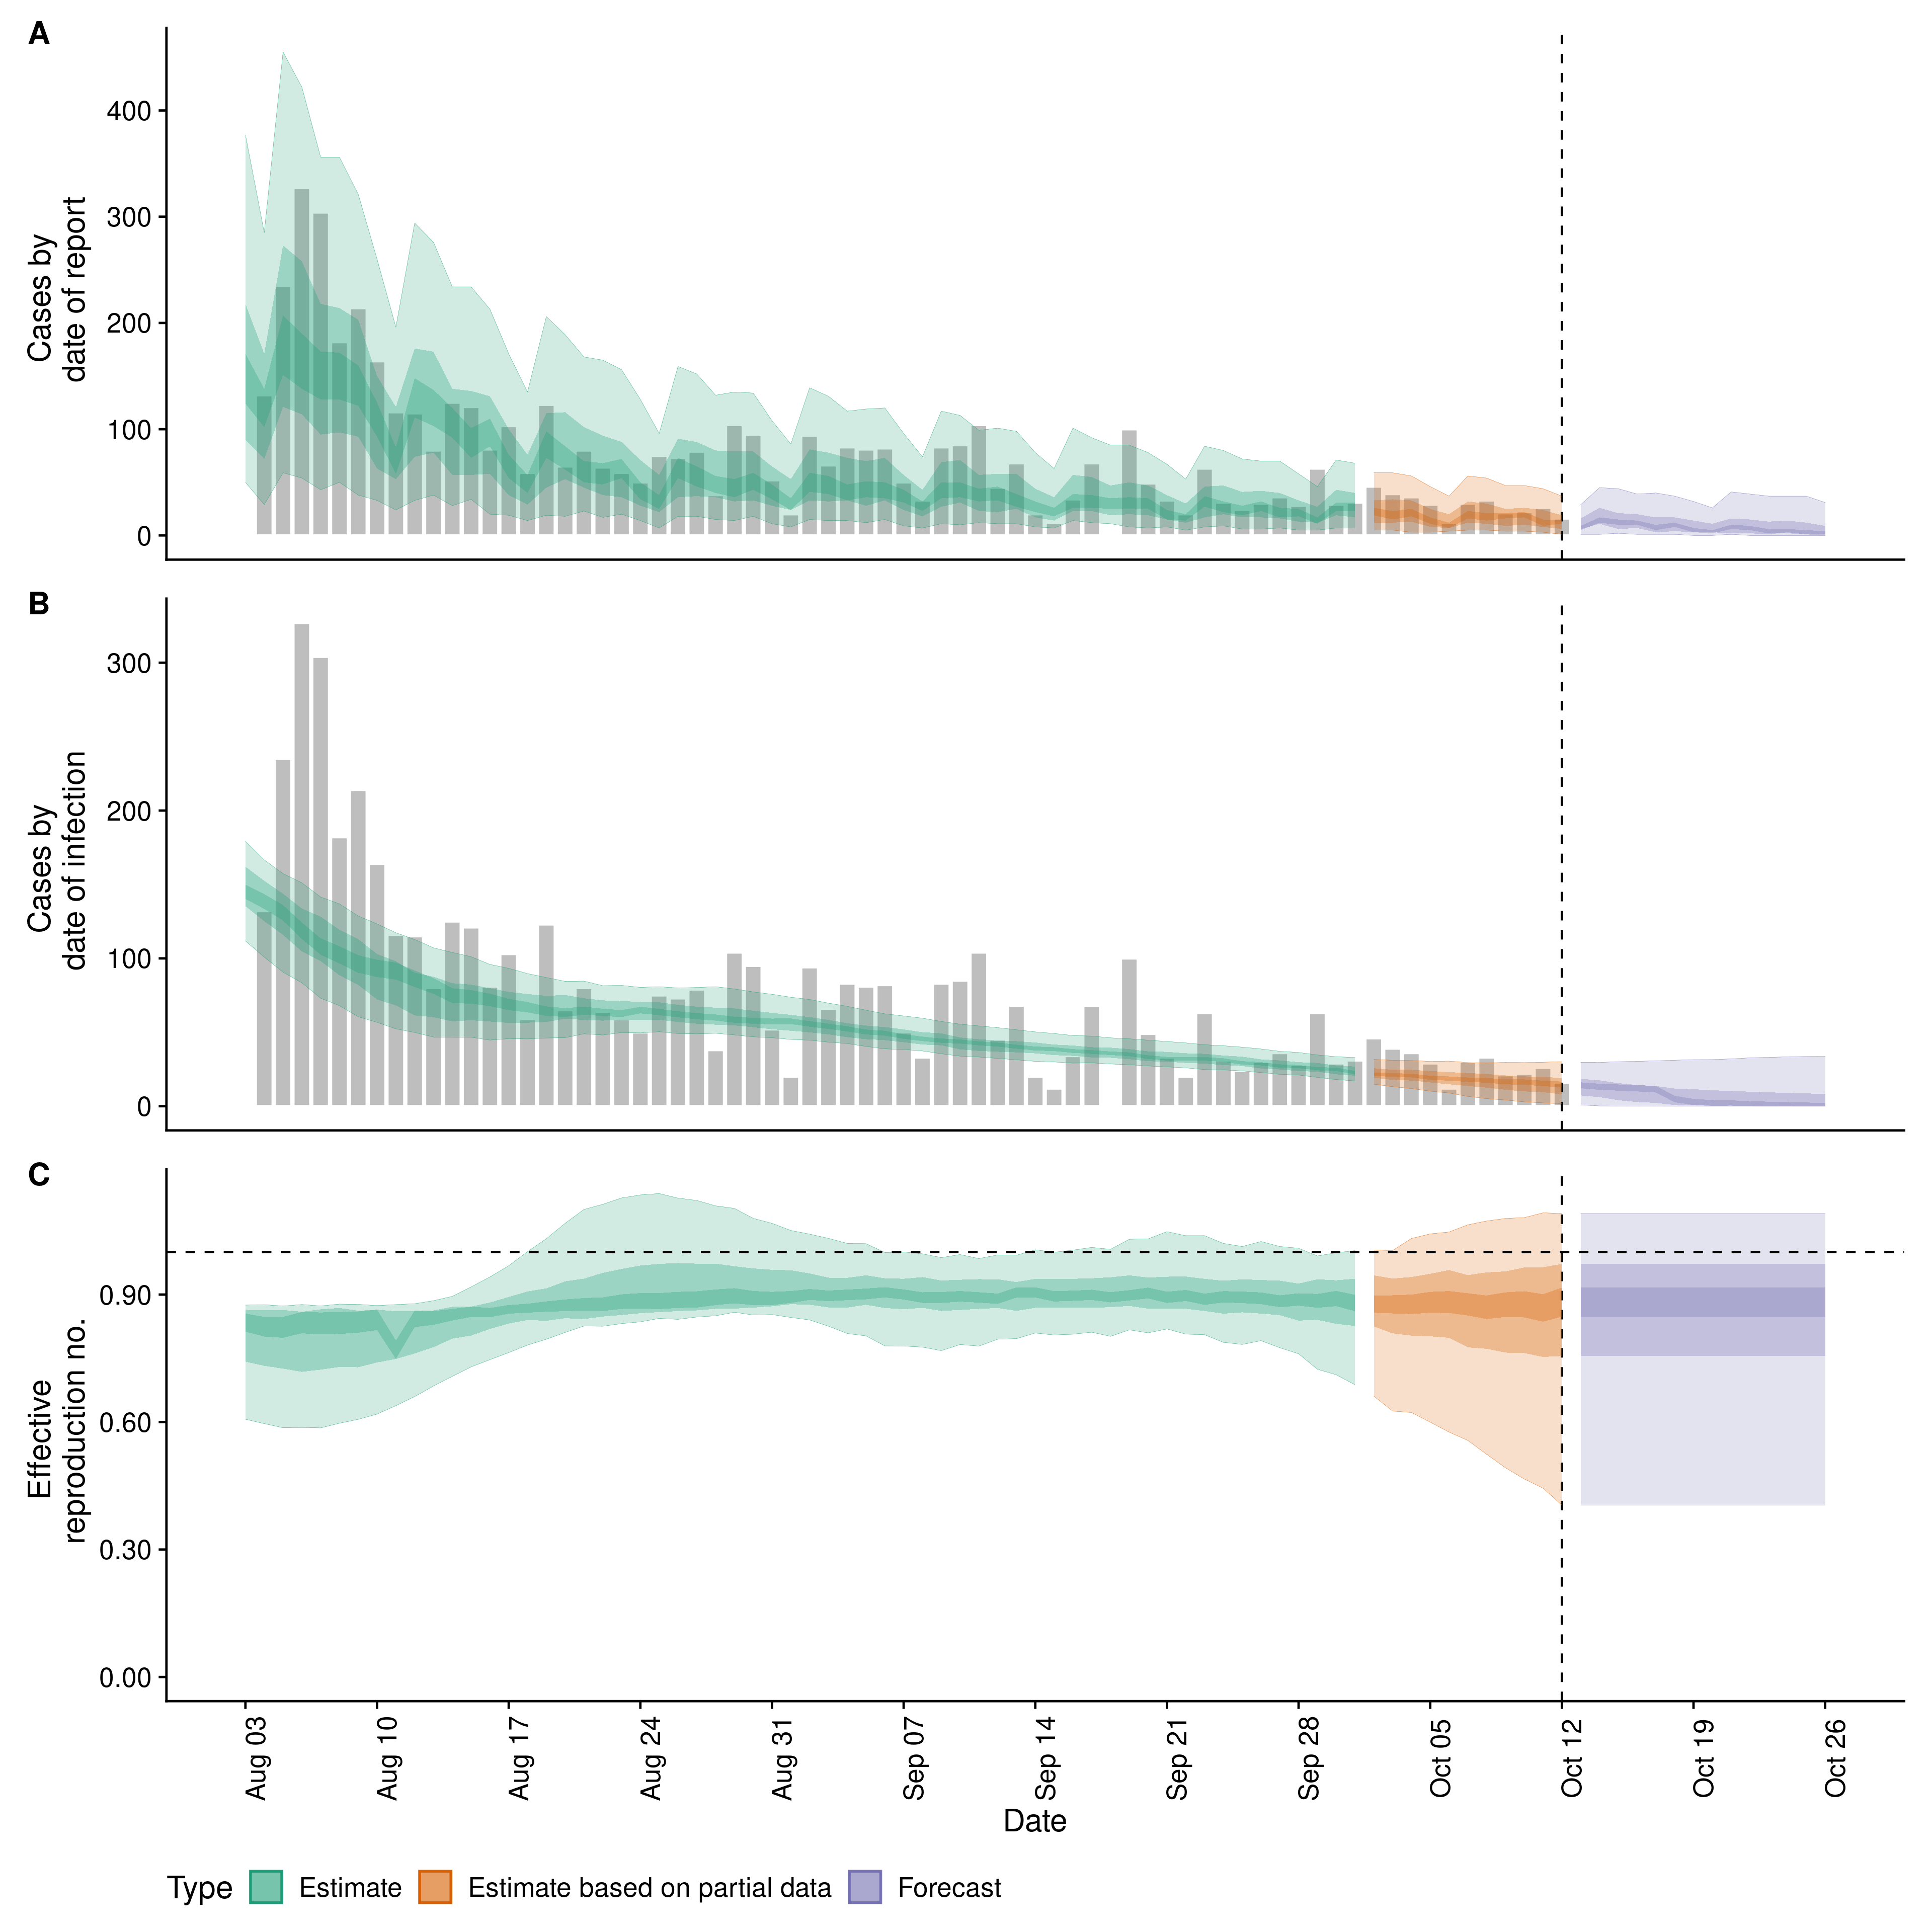 A
Cases by
date of report
400
300
200
100
0
B
Cases by
date of infection
300
200
100
0
C
Effective
reproduction no.
0.90
0.60
0.30
0.00
Aug 03
Aug 10
Aug 17
Aug 24
Aug 31
Sep 07
Sep 14
Sep 21
Sep 28
Oct 05
Oct 12
Oct 19
Oct 26
Date
Type Estimate Estimate based on partial data Forecast